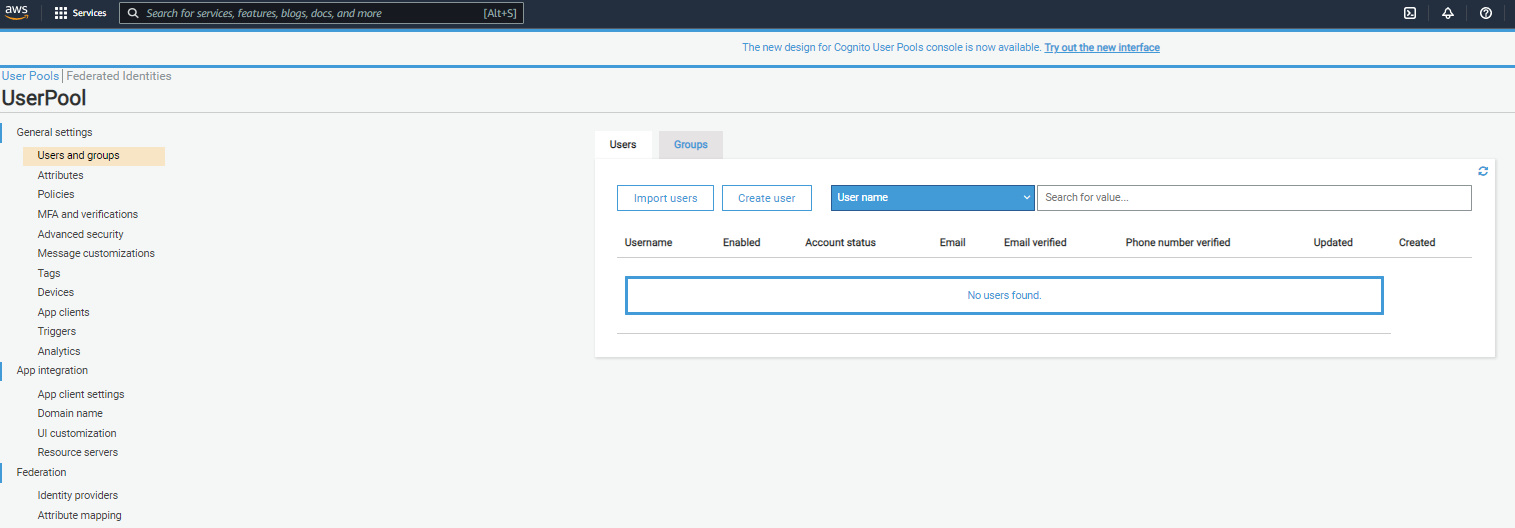 aws Services Search for services, features, blogs, docs, and more [Alt+S]
The new design for Cognito User Pools console is now available. Try out the new interface
User Pools | Federated Identities
UserPool
General settings
Users and groups
Attributes
Policies
MFA and verifications
Advanced security
Message customizations
Tags
Devices
App clients
Triggers
Analytics
App integration
App client settings
Domain name
UI customization
Resource servers
Federation
Identity providers
Attribute mapping
Users Groups
Import users Create user User name Search for value...
Username Enabled Account status Email Email verified Phone number verified Updated Created
No users found.